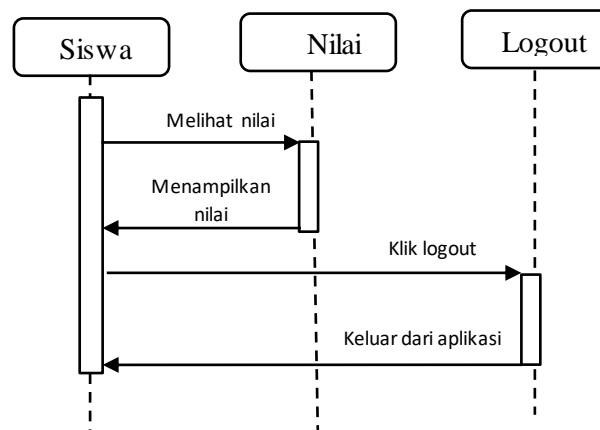 Siswa
Nilai
Logout
Melihat nilai
Menampilkan
nilai
Klik logout
Keluar dari aplikasi